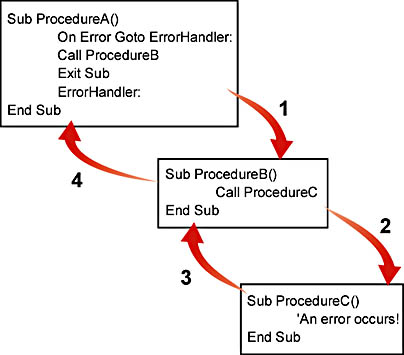 Sub ProcedureA()
On Error Goto ErrorHandler:
Call ProcedureB
Exit Sub
ErrorHandler:
End Sub
1
4
Sub ProcedureB()
Call ProcedureC
End Sub
2
3
Sub ProcedureC()
'An error occurs!
End Sub